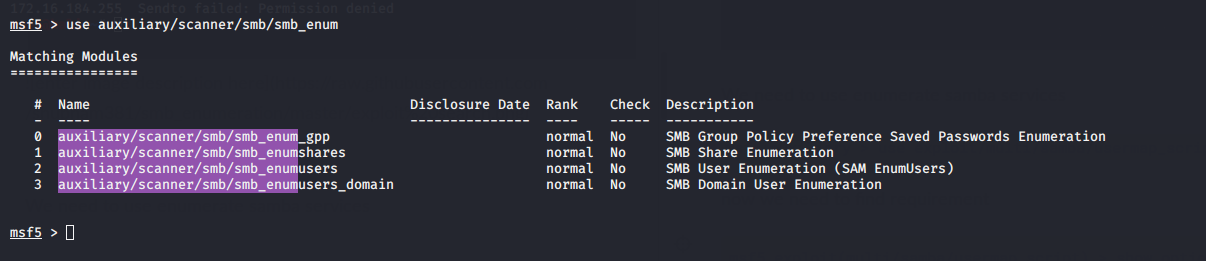 172.16.184.255 Sendto failed: Permission denied
msf5 > use auxiliary/scanner/smb/smb_enum
Matching Modules
================
# Name Disclosure Date Rank Check Description
- ---- --------------- ---- ----- -----------
0 auxiliary/scanner/smb/smb_enum_gpp normal No SMB Group Policy Preference Saved Passwords Enumeration
1 auxiliary/scanner/smb/smb_enumshares normal No SMB Share Enumeration
2 auxiliary/scanner/smb/smb_enumusers normal No SMB User Enumeration (SAM EnumUsers)
3 auxiliary/scanner/smb/smb_enumusers_domain normal No SMB Domain User Enumeration
msf5 >